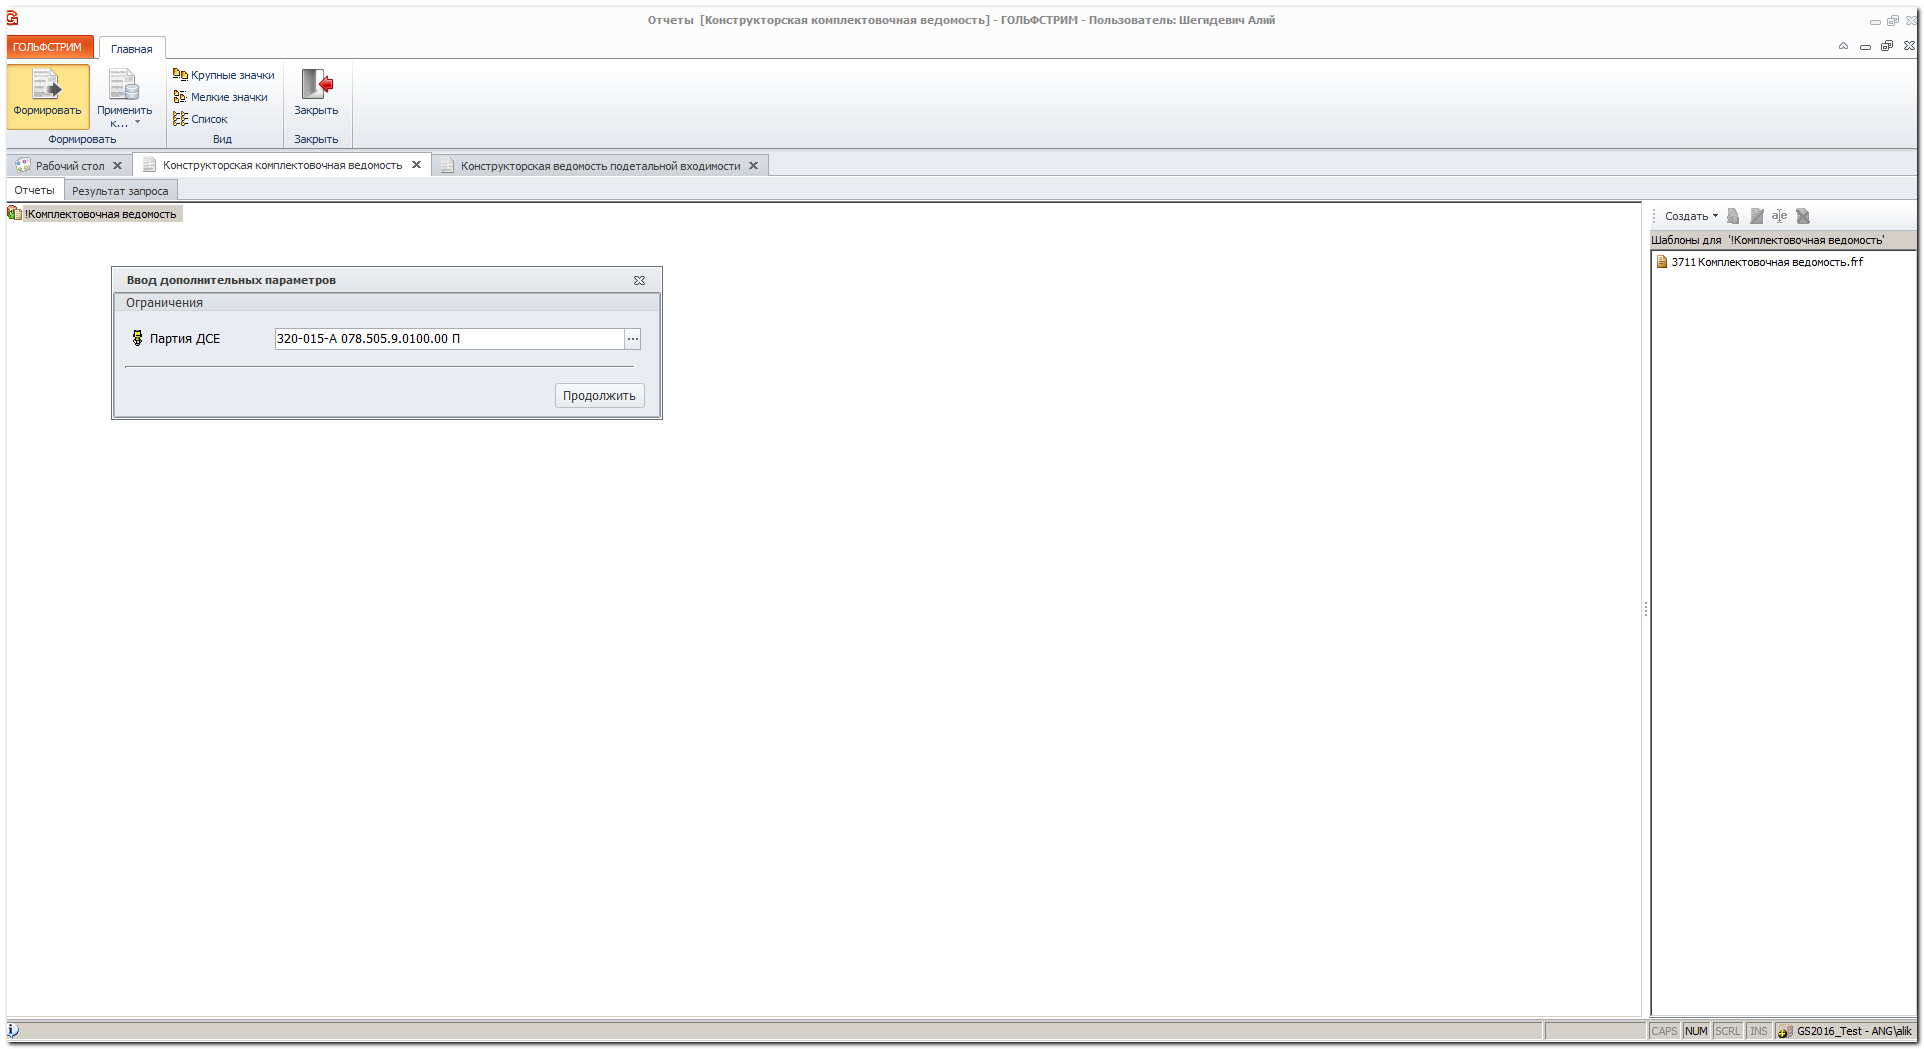 Отчеты [Конструкторская комплектовочная ведомость] - ГОЛЬФСТРИМ - Пользователь: Шегидевич Алий
ГОЛЬФСТРИМ
Главная
Формировать
Применить к...
Крупные значки
Мелкие значки
Список
Закрыть
Формировать
Вид
Закрыть
Рабочий стол
Конструкторская комплектовочная ведомость
Конструкторская ведомость подетальной входимости
Отчеты
Результат запроса
!Комплектовочная ведомость
Создать
Шаблоны для '!Комплектовочная ведомость'
3711 Комплектовочная ведомость.frf
Ввод дополнительных параметров
Ограничения
Партия ДСЕ
320-015-А 078.505.9.0100.00 П
...
Продолжить
CAPS
NUM
SCRL
INS
GS2016_Test - ANG\alik